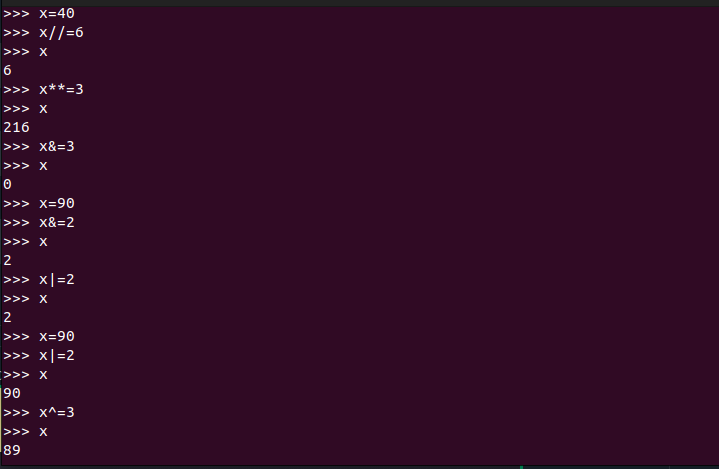 >>> x=40
>>> x//=6
>>> x
6
>>> x**=3
>>> x
216
>>> x&=3
>>> x
0
>>> x=90
>>> x&=2
>>> x
2
>>> x|=2
>>> x
2
>>> x=90
>>> x|=2
>>> x
90
>>> x^=3
>>> x
89